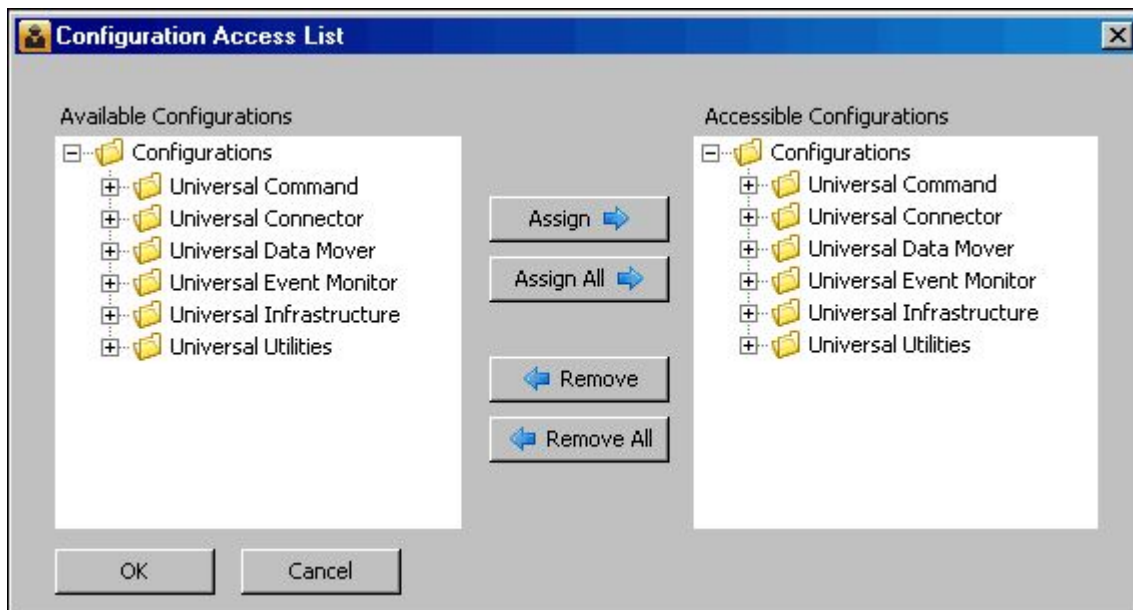 Configuration Access List
Available Configurations
Configurations
Universal Command
Universal Connector
Universal Data Mover
Universal Event Monitor
Universal Infrastructure
Universal Utilities
Assign
Assign All
Remove
Remove All
Accessible Configurations
Configurations
Universal Command
Universal Connector
Universal Data Mover
Universal Event Monitor
Universal Infrastructure
Universal Utilities
OK
Cancel